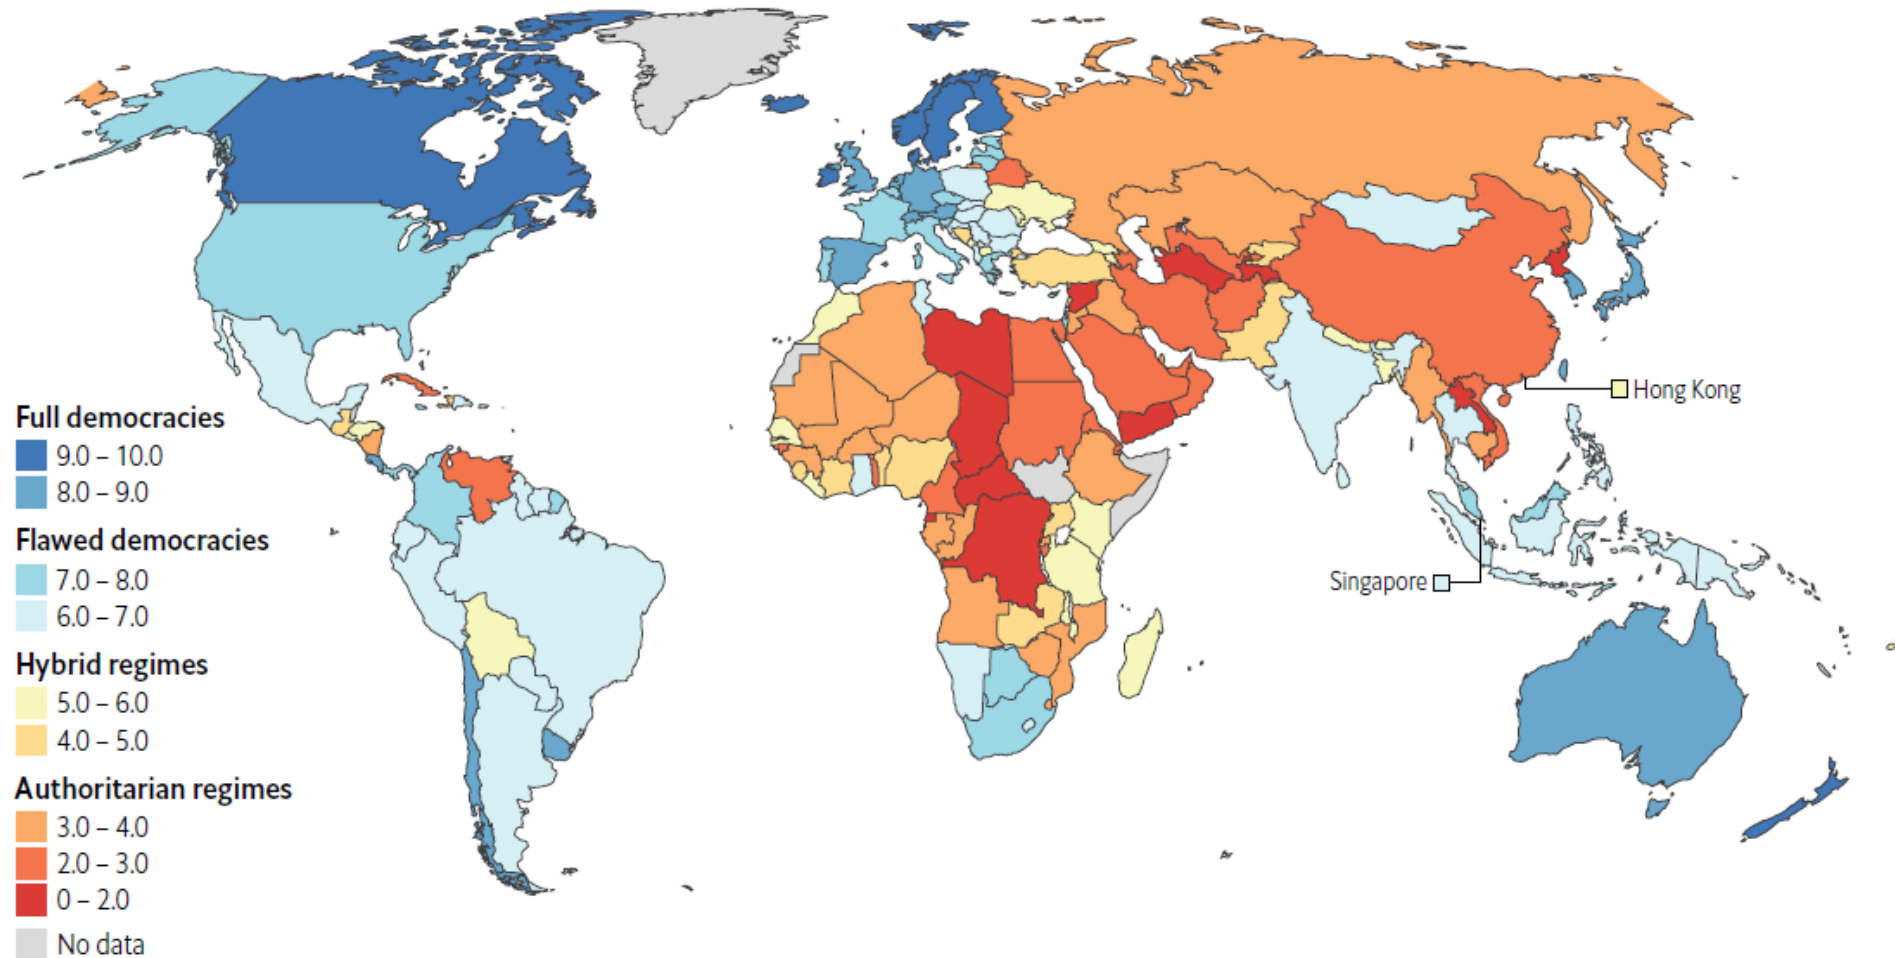 Full democracies
9.0 – 10.0
8.0 – 9.0
Flawed democracies
7.0 – 8.0
6.0 – 7.0
Hybrid regimes
5.0 – 6.0
4.0 – 5.0
Authoritarian regimes
3.0 – 4.0
2.0 – 3.0
0 – 2.0
No data
Hong Kong
Singapore